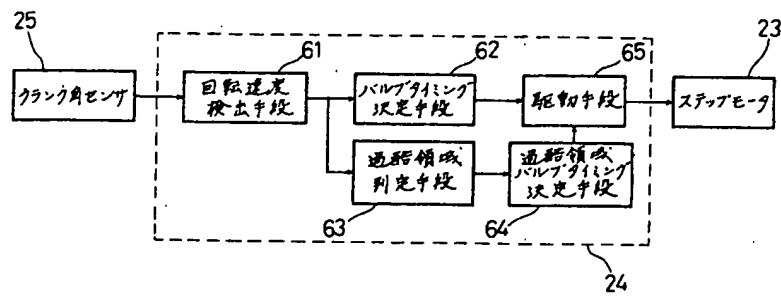 25
61
62
65
23
クランク角センサ
回転速度
検出手段
バルブタイミング
決定手段
駆動手段
ステップモータ
過酷領域
判定手段
過酷領域
バルブタイミング
決定手段
63
64
24